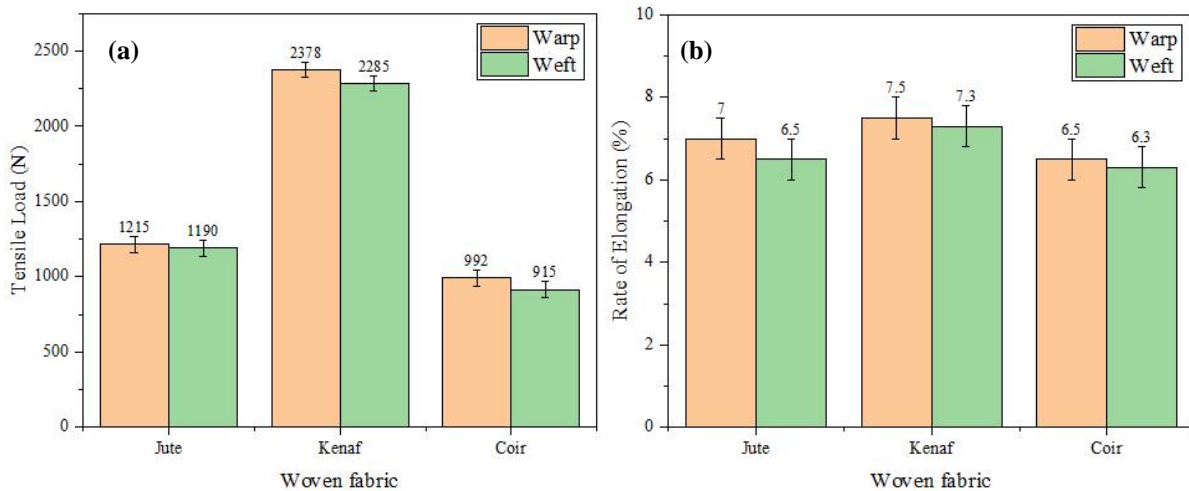 (a)
Warp
Weft
Tensile Load (N)
2500
2000
1500
1000
500
0
1215
1190
2378
2285
992
915
Jute
Kenaf
Coir
Woven fabric
(b)
Warp
Weft
Rate of Elongation (%)
10
8
6
4
2
0
7
6.5
7.5
7.3
6.5
6.3
Jute
Kenaf
Coir
Woven fabric